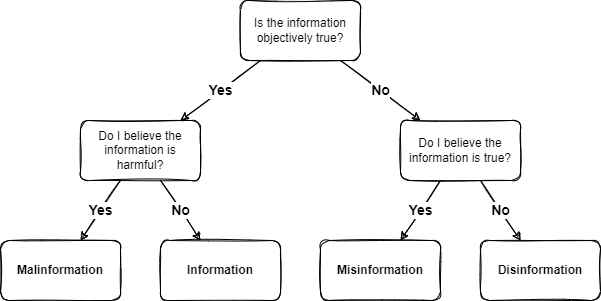 Is the information
objectively true?
Yes
No
Do I believe the
information is
harmful?
Do I believe the
information is true?
Yes
No
Yes
No
Malinformation
Information
Misinformation
Disinformation